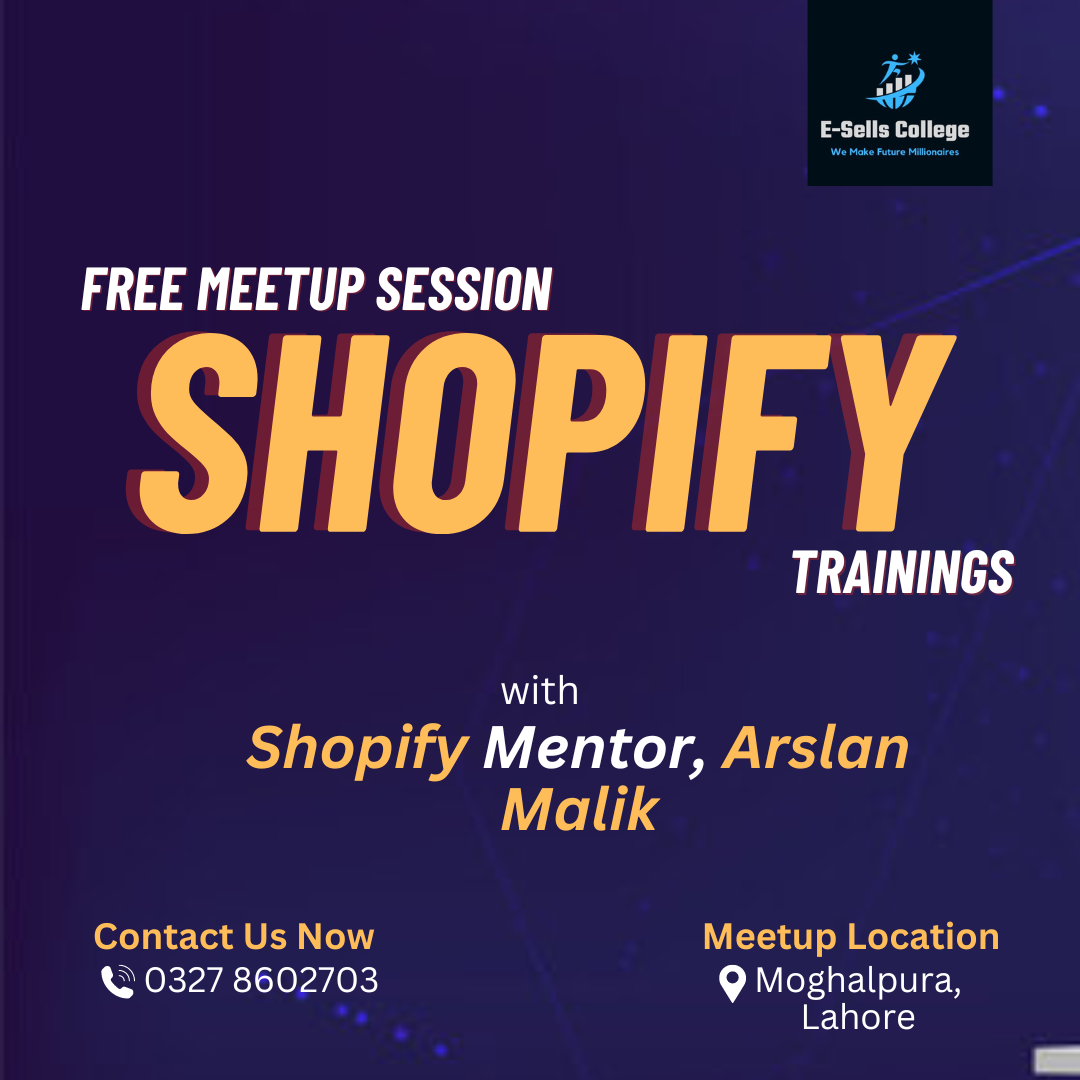 E-Sells College
We Make Future Millionaires
FREE MEETUP SESSION
SHOPIFY
TRAININGS
with
Shopify Mentor, Arslan
Malik
Contact Us Now
0327 8602703
Meetup Location
Moghalpura,
Lahore